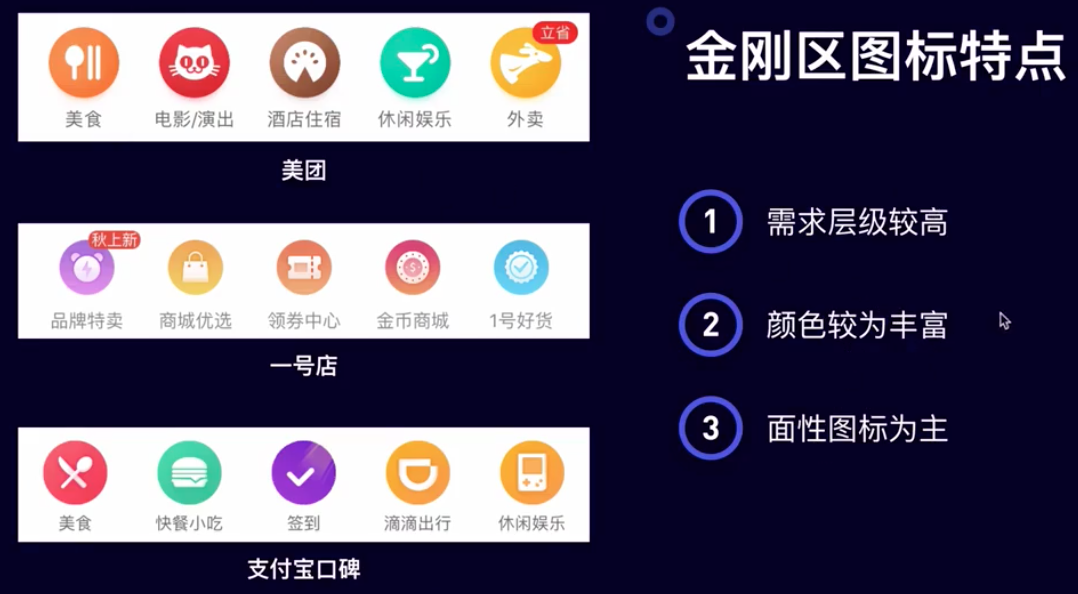 金刚区图标特点
立省
美食
电影/演出
酒店住宿
休闲娱乐
外卖
美团
秋上新
品牌特卖
商城优选
领券中心
金币商城
1号好货
一号店
美食
快餐小吃
签到
滴滴出行
休闲娱乐
支付宝口碑
1 需求层级较高
2 颜色较为丰富
3 面性图标为主